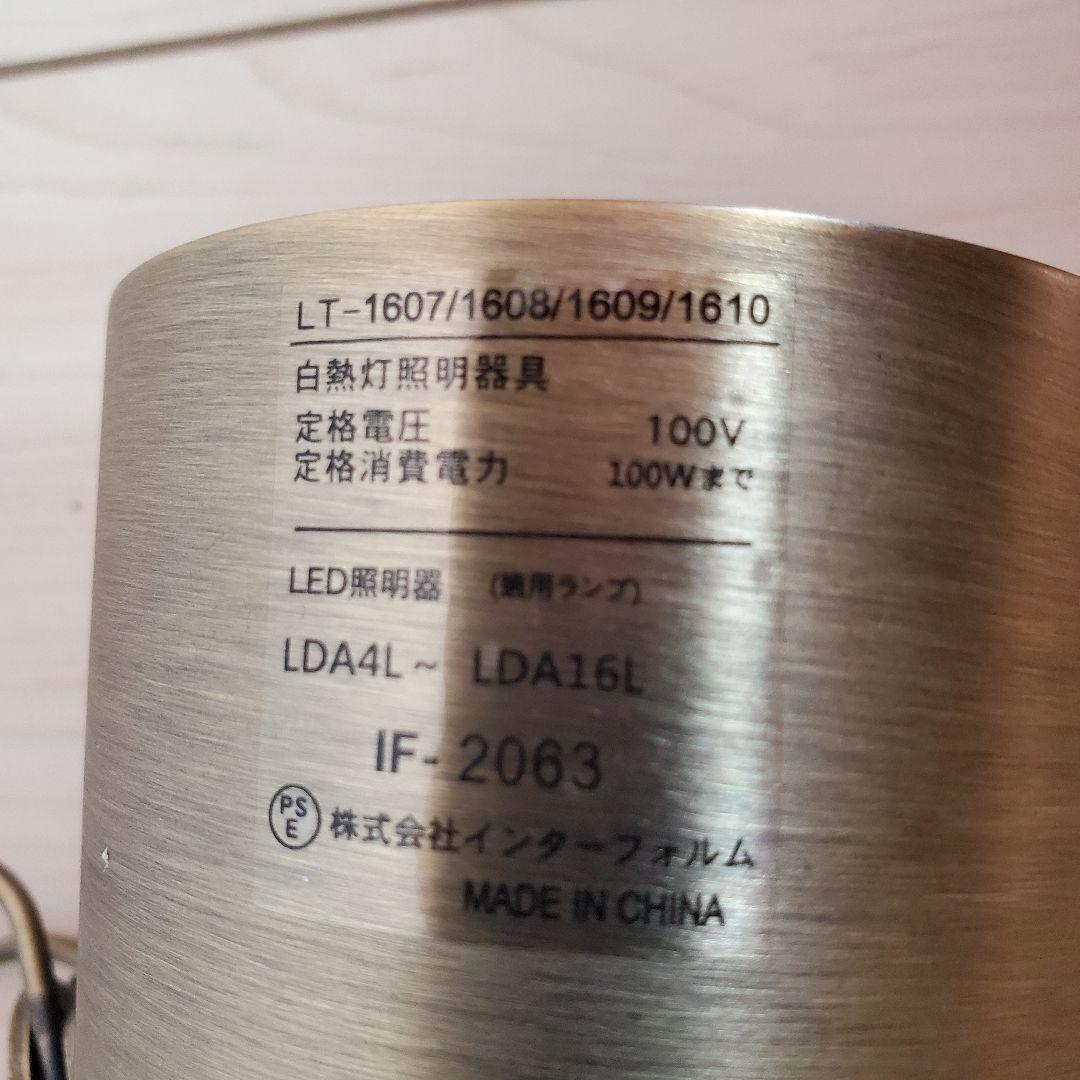 LT-1607/1608/1609/1610
白熱灯照明器具
定格電圧 100V
定格消費電力 100Wまで
LED照明器 (適用ランプ)
LDA4L~ LDA16L
IF-2063
PSE 株式会社インターフォルム
MADE IN CHINA